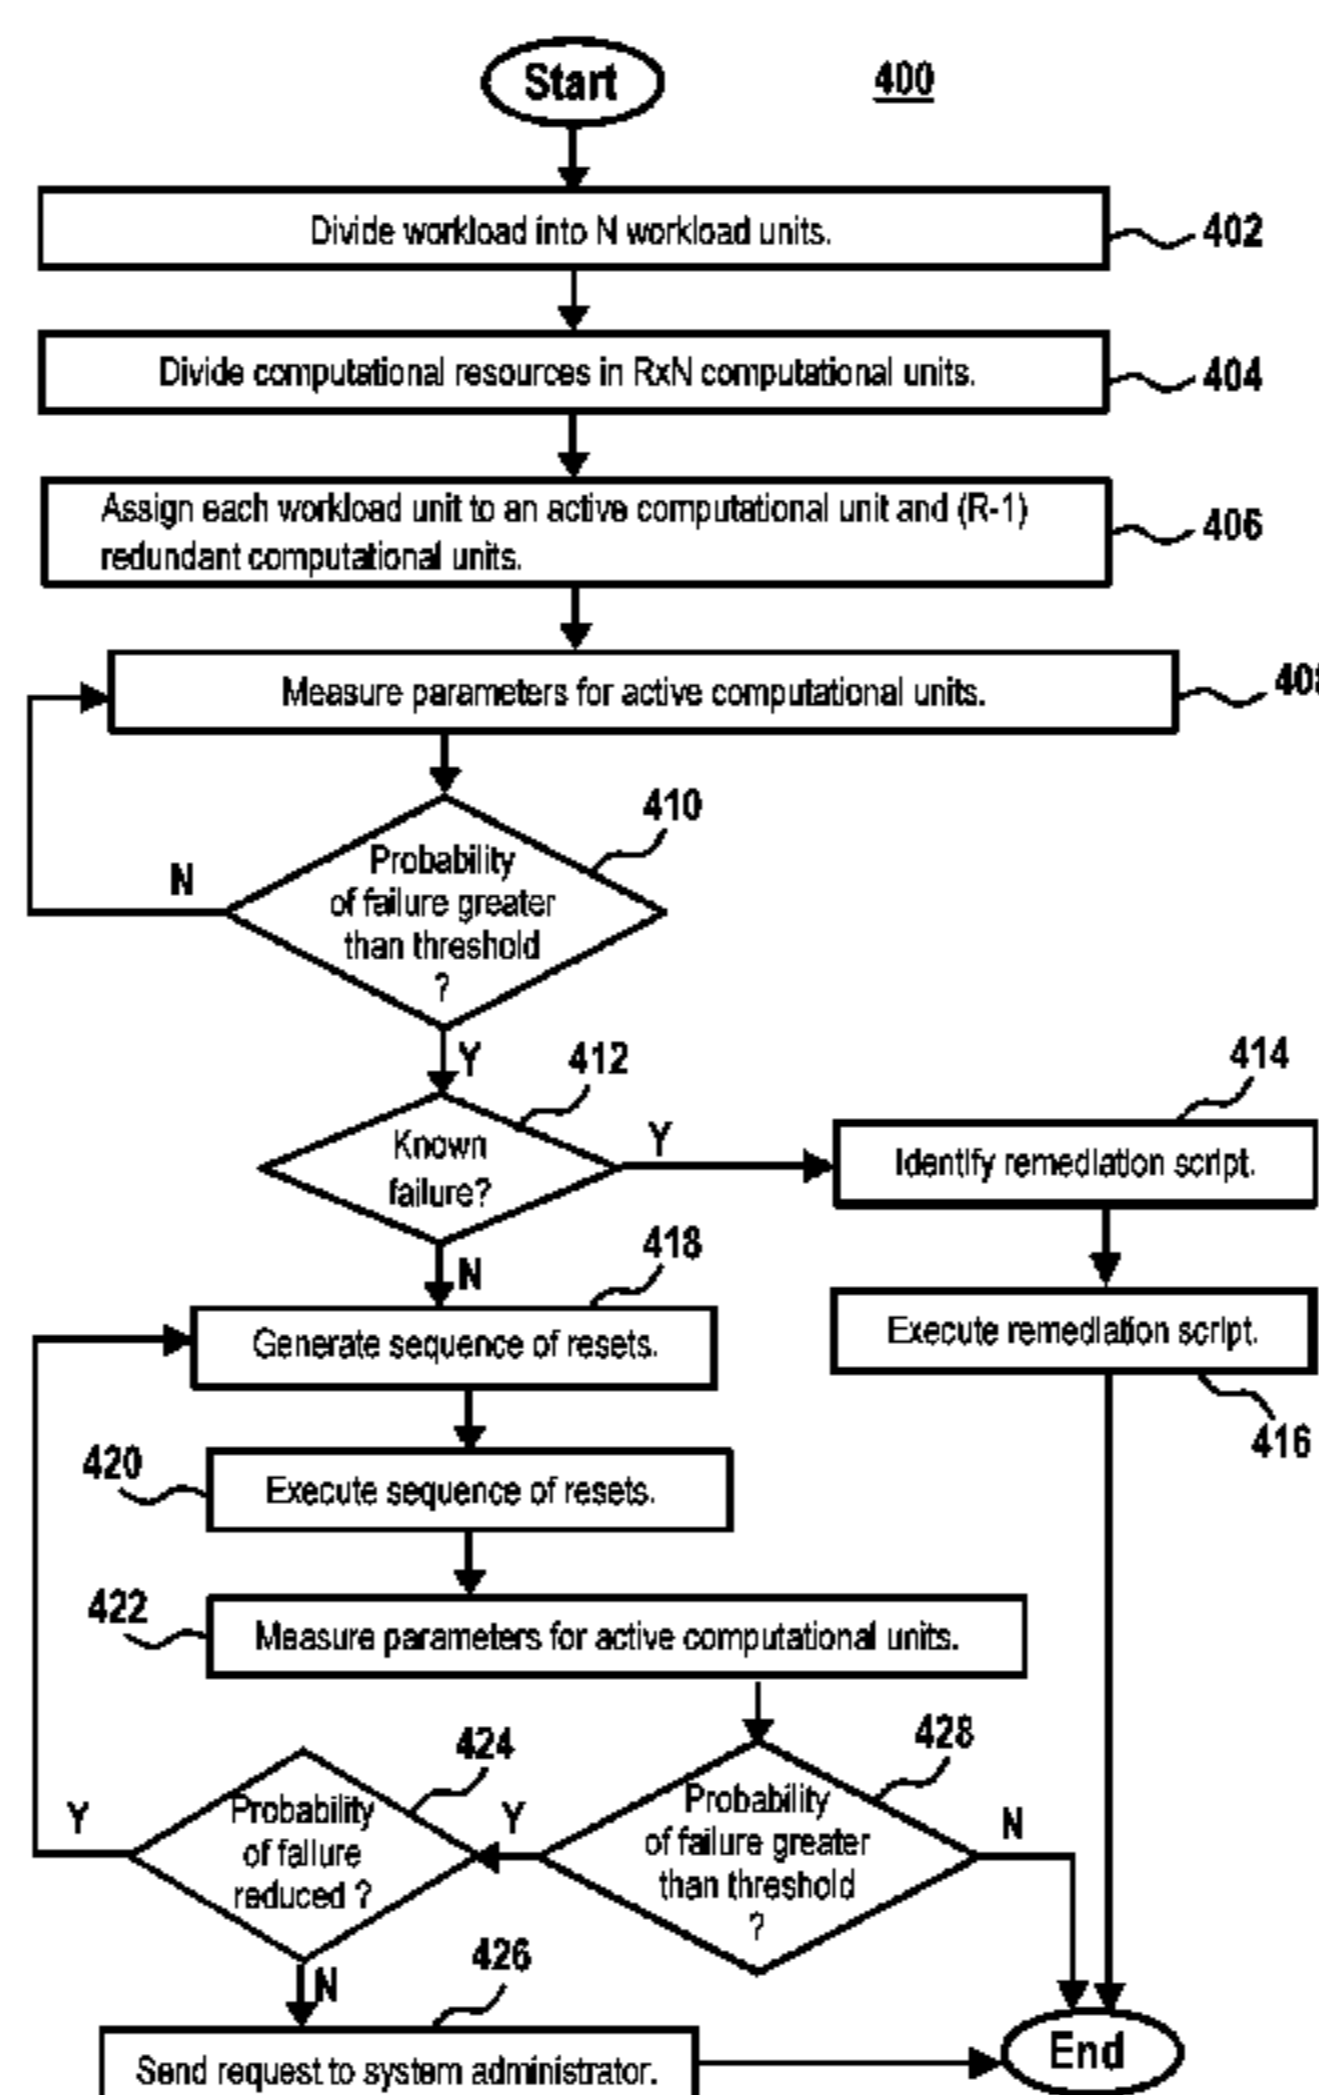 Start
400
Divide workload into N workload units.
402
Divide computational resources in RxN computational units.
404
Assign each workload unit to an active computational unit and (R-1)
redundant computational units.
406
Measure parameters for active computational units.
410
Probability
of failure greater
than threshold
?
N
Y
412
Known
failure?
Y
414
Identify remediation script.
N
418
Generate sequence of resets.
Execute remediation script.
416
420
Execute sequence of resets.
422
Measure parameters for active computational units.
424
Probability
of failure
reduced ?
Y
Y
428
Probability
of failure greater
than threshold
?
N
N
426
Send request to system administrator.
End